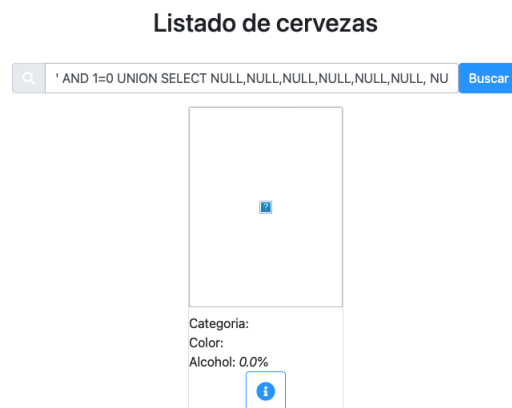 Listado de cervezas
' AND 1=0 UNION SELECT NULL,NULL,NULL,NULL,NULL,NULL, NU
Buscar
?
Categoria:
Color:
Alcohol: 0.0%